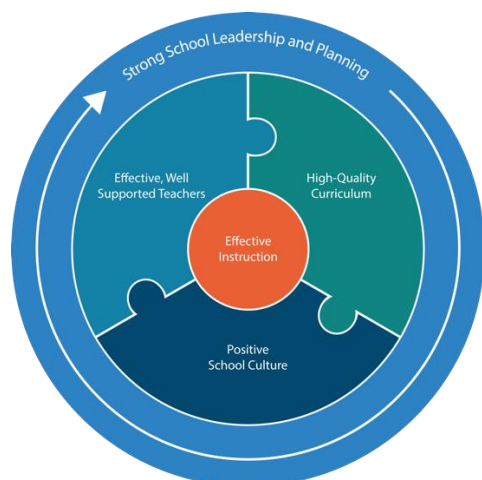 Strong School Leadership and Planning
Effective, Well
Supported Teachers
High-Quality
Curriculum
Effective
Instruction
Positive
School Culture